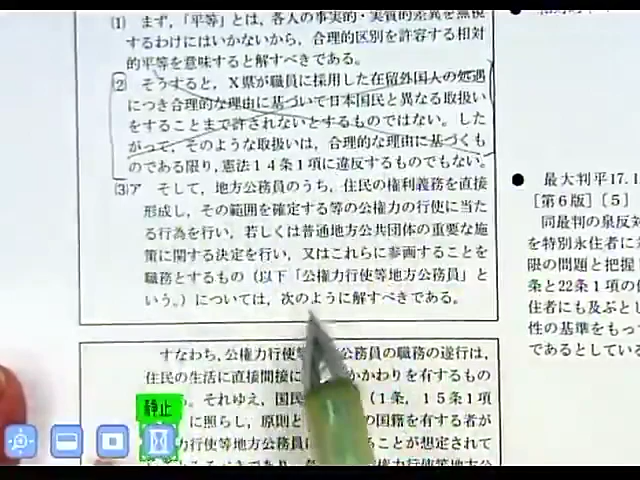 (1) まず，「平等」とは，各人の事実的・実質的差異を無視
するわけにはいかないから，合理的区別を許容する相対
的平等を意味すると解すべきである。
(2) そうすると，X県が職員に採用した在留外国人の処遇
につき合理的な理由に基づいて日本国民と異なる取扱い
をすることまで許されないとするものではない。した
がって，そのような取扱いは，合理的な理由に基づくも
のである限り，憲法14条1項に違反するものでもない。
(3)ア そして，地方公務員のうち，住民の権利義務を直接
形成し，その範囲を確定する等の公権力の行使に当た
る行為を行い，若しくは普通地方公共団体の重要な施
策に関する決定を行い，又はこれらに参画することを
職務とするもの（以下「公権力行使等地方公務員」と
いう。）については，次のように解すべきである。
すなわち，公権力行使等 公務員の職務の遂行は，
住民の生活に直接間接に かかわりを有するもの
それゆえ，国民 （1条，15条1項
に照らし，原則と の国籍を有する者が
力行使等地方公務員に ることが想定されて
静止
● 最大判平17.1
[第6版]［5］
同最判の泉反対
を特別永住者に
限の問題と把握し
条と22条1項の
住者にも及ぶとし
性の基準をもっ
であるとしている